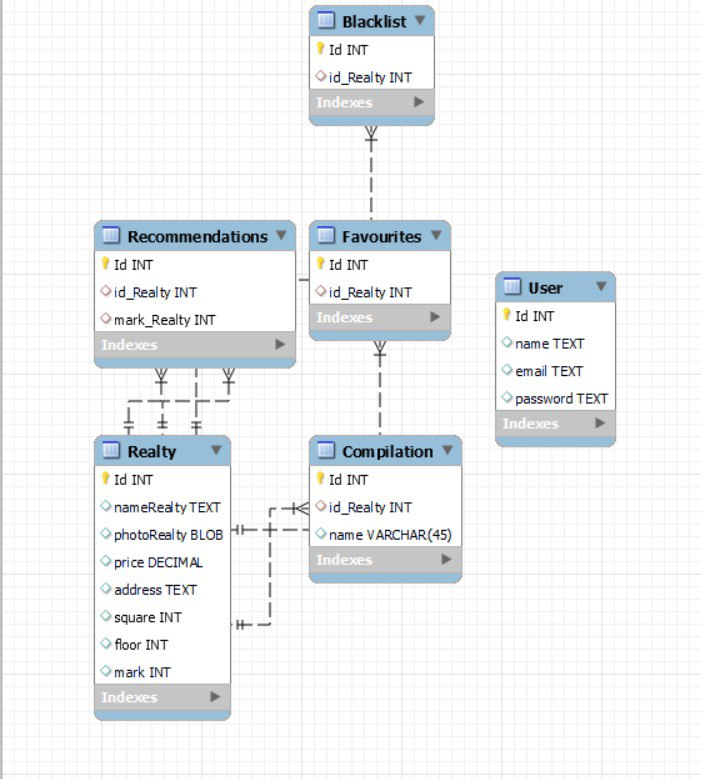 Blacklist
Id INT
id_Realty INT
Indexes
Recommendations
Id INT
id_Realty INT
mark_Realty INT
Indexes
Favourites
Id INT
id_Realty INT
Indexes
User
Id INT
name TEXT
email TEXT
password TEXT
Indexes
Realty
Id INT
nameRealty TEXT
photoRealty BLOB
price DECIMAL
address TEXT
square INT
floor INT
mark INT
Indexes
Compilation
Id INT
id_Realty INT
name VARCHAR(45)
Indexes